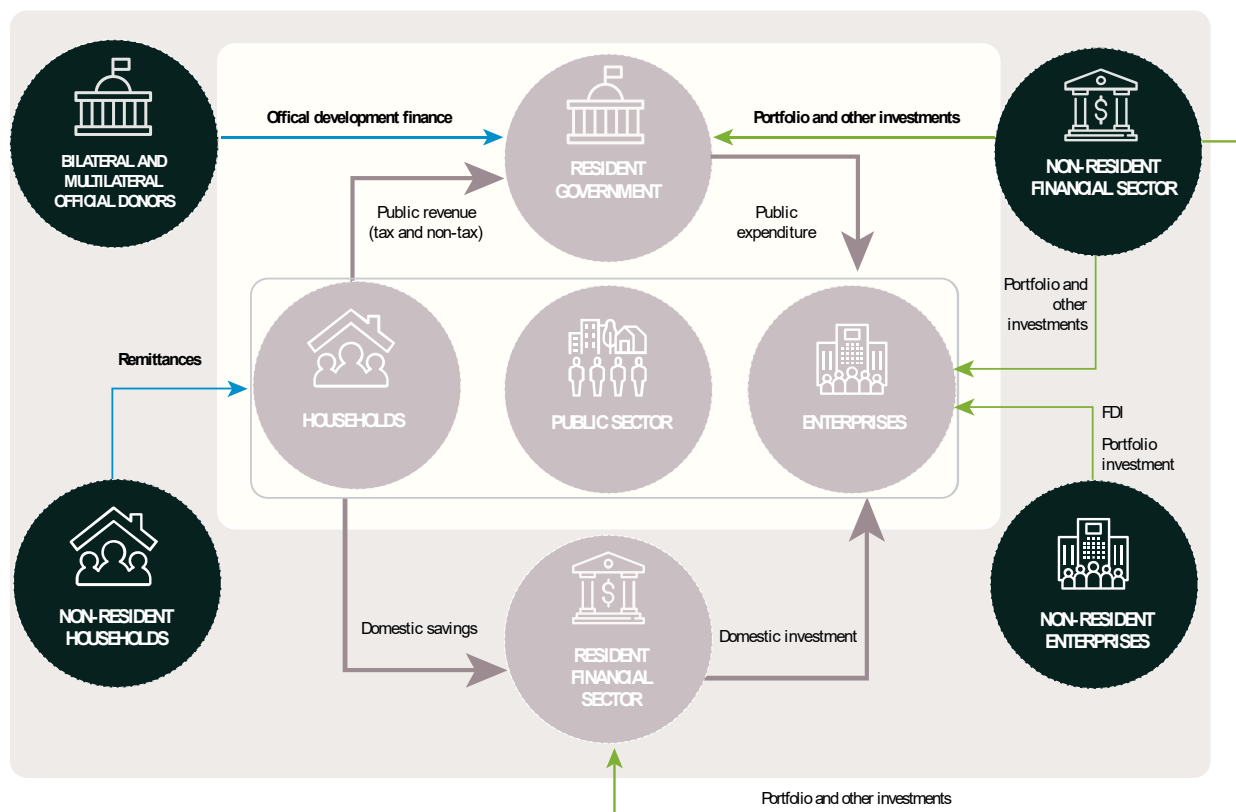 BILATERAL AND
MULTILATERAL
OFFICIAL DONORS
Offical development finance
RESIDENT
GOVERNMENT
Portfolio and other investments
$
NON-RESIDENT
FINANCIAL SECTOR
Public revenue
(tax and non-tax)
Public
expenditure
Portfolio and
other
investments
Remittances
HOUSEHOLDS
PUBLIC SECTOR
ENTERPRISES
FDI
Portfolio
investment
NON-RESIDENT
HOUSEHOLDS
Domestic savings
$
RESIDENT
FINANCIAL
SECTOR
Domestic investment
NON-RESIDENT
ENTERPRISES
Portfolio and other investments